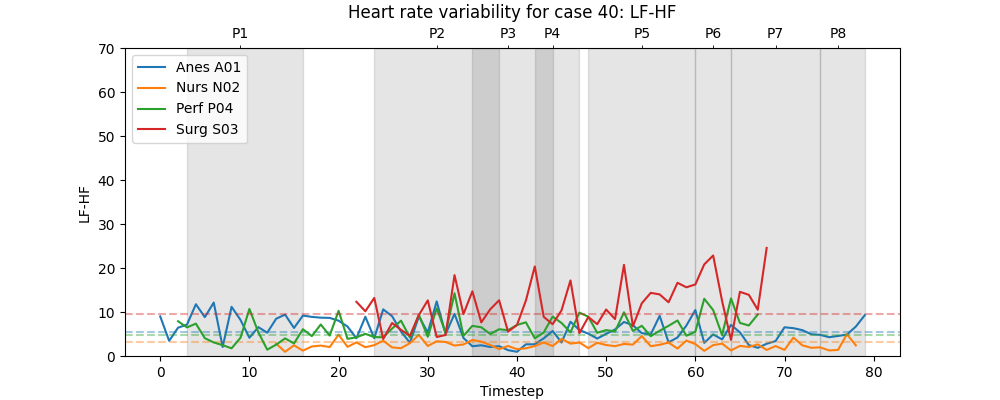 Heart rate variability for case 40: LF-HF
P1 P2 P3 P4 P5 P6 P7 P8
70
60
50
40
30
20
10
0
LF-HF
Anes A01
Nurs N02
Perf P04
Surg S03
0 10 20 30 40 50 60 70 80
Timestep